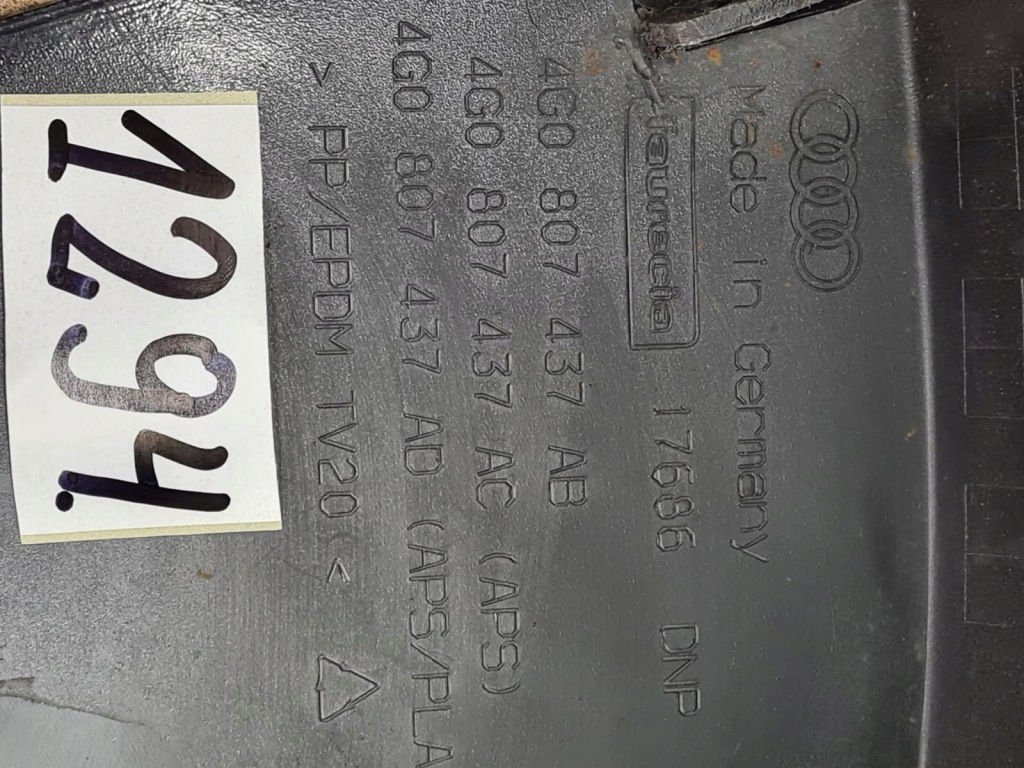 Made in Germany
faurecia 17686 DNP
4G0 807 437 AB
4G0 807 437 AC (APS)
4G0 807 437 AD (APS/PLA
> PP/EPDM TV20 <
1294.